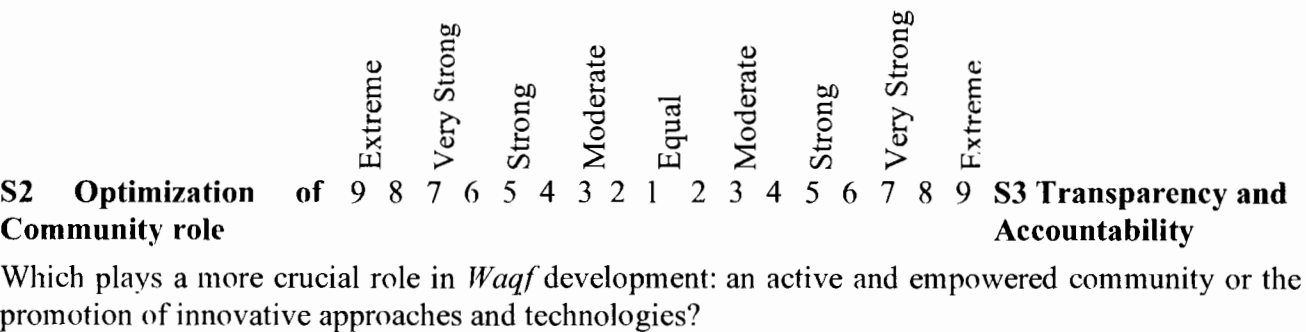 Extreme Very Strong Strong Moderate Equal Moderate Strong Very Strong Extreme
S2 Optimization of 9 8 7 6 5 4 3 2 1 2 3 4 5 6 7 8 9 S3 Transparency and
Community role Accountability
Which plays a more crucial role in Waqf development: an active and empowered community or the
promotion of innovative approaches and technologies?